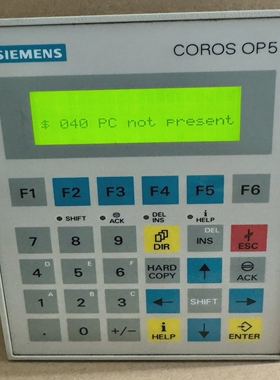 SIEMENS COROS OP5
$ 040 PC not present
F1 F2 F3 F4 F5 F6
SHIFT ACK DEL INS i HELP
7 8 9 DIR DEL INS ESC
4 D 5 E 6 F HARD COPY ACK
1 A 2 B 3 C SHIFT
. 0 +/- i HELP ENTER